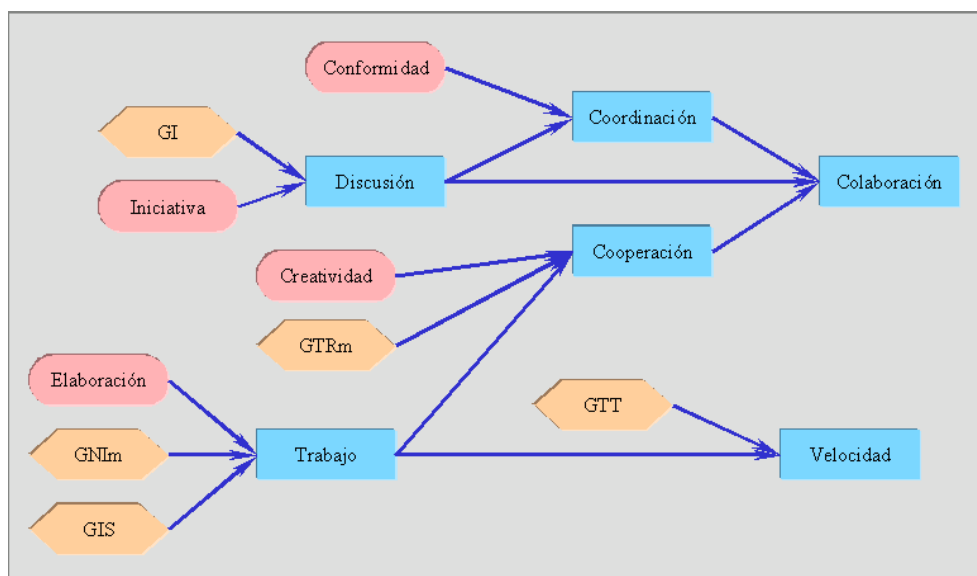 Conformidad
Coordinación
GI
Discusión
Colaboración
Iniciativa
Cooperación
Creatividad
GTRm
Elaboración
GTT
GNIm
Trabajo
Velocidad
GIS